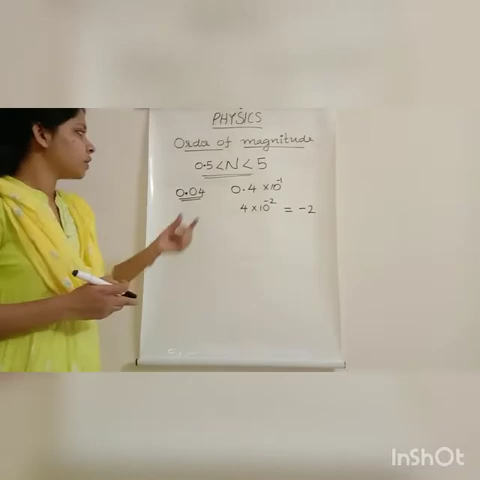 PHYSICS
Order of magnitude
0.5 < N < 5
0.04 0.4 × 10⁻¹
4 × 10⁻² = -2
InShOt